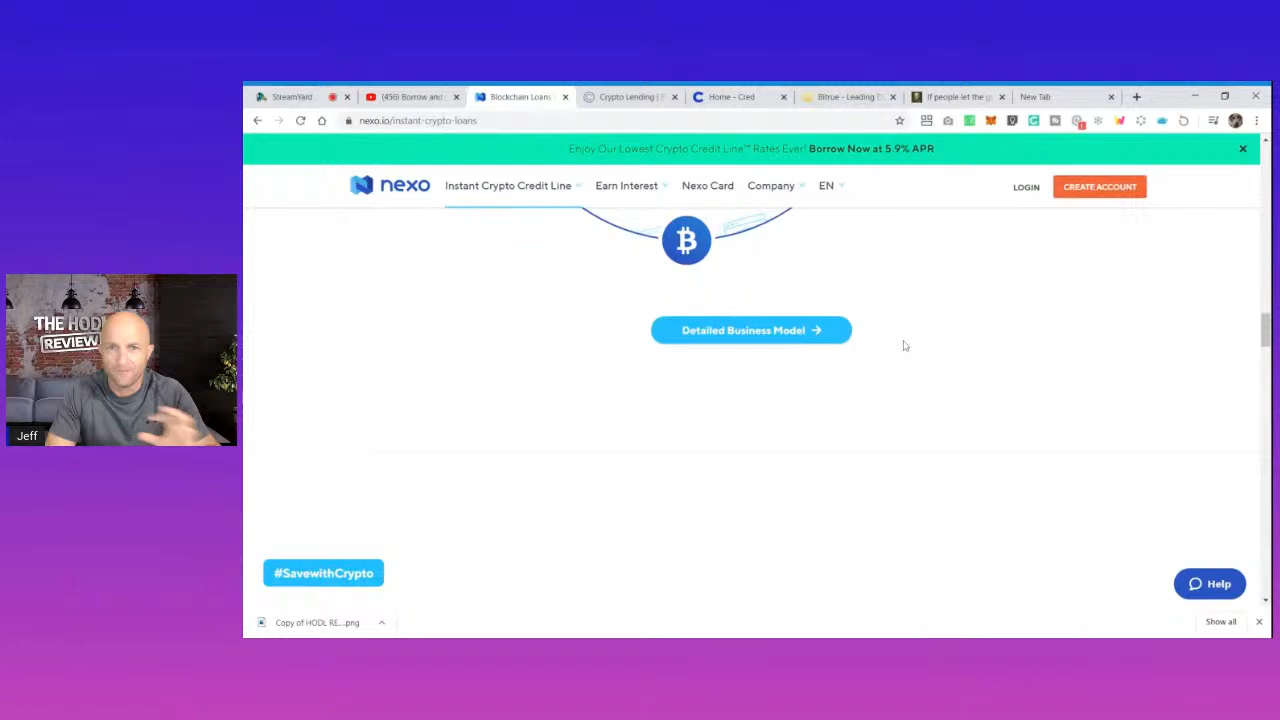 StreamYard
(456) Borrow and
Blockchain Loans
Crypto Lending | B
Home - Cred
Bitrue - Leading D
If people let the g
New Tab
nexo.io/instant-crypto-loans
Enjoy Our Lowest Crypto Credit Line™ Rates Ever! Borrow Now at 5.9% APR
nexo
Instant Crypto Credit Line
Earn Interest
Nexo Card
Company
EN
LOGIN
CREATE ACCOUNT
Detailed Business Model
THE HODL
REVIEW
Jeff
#SavewithCrypto
Help
Copy of HODL RE....png
Show all